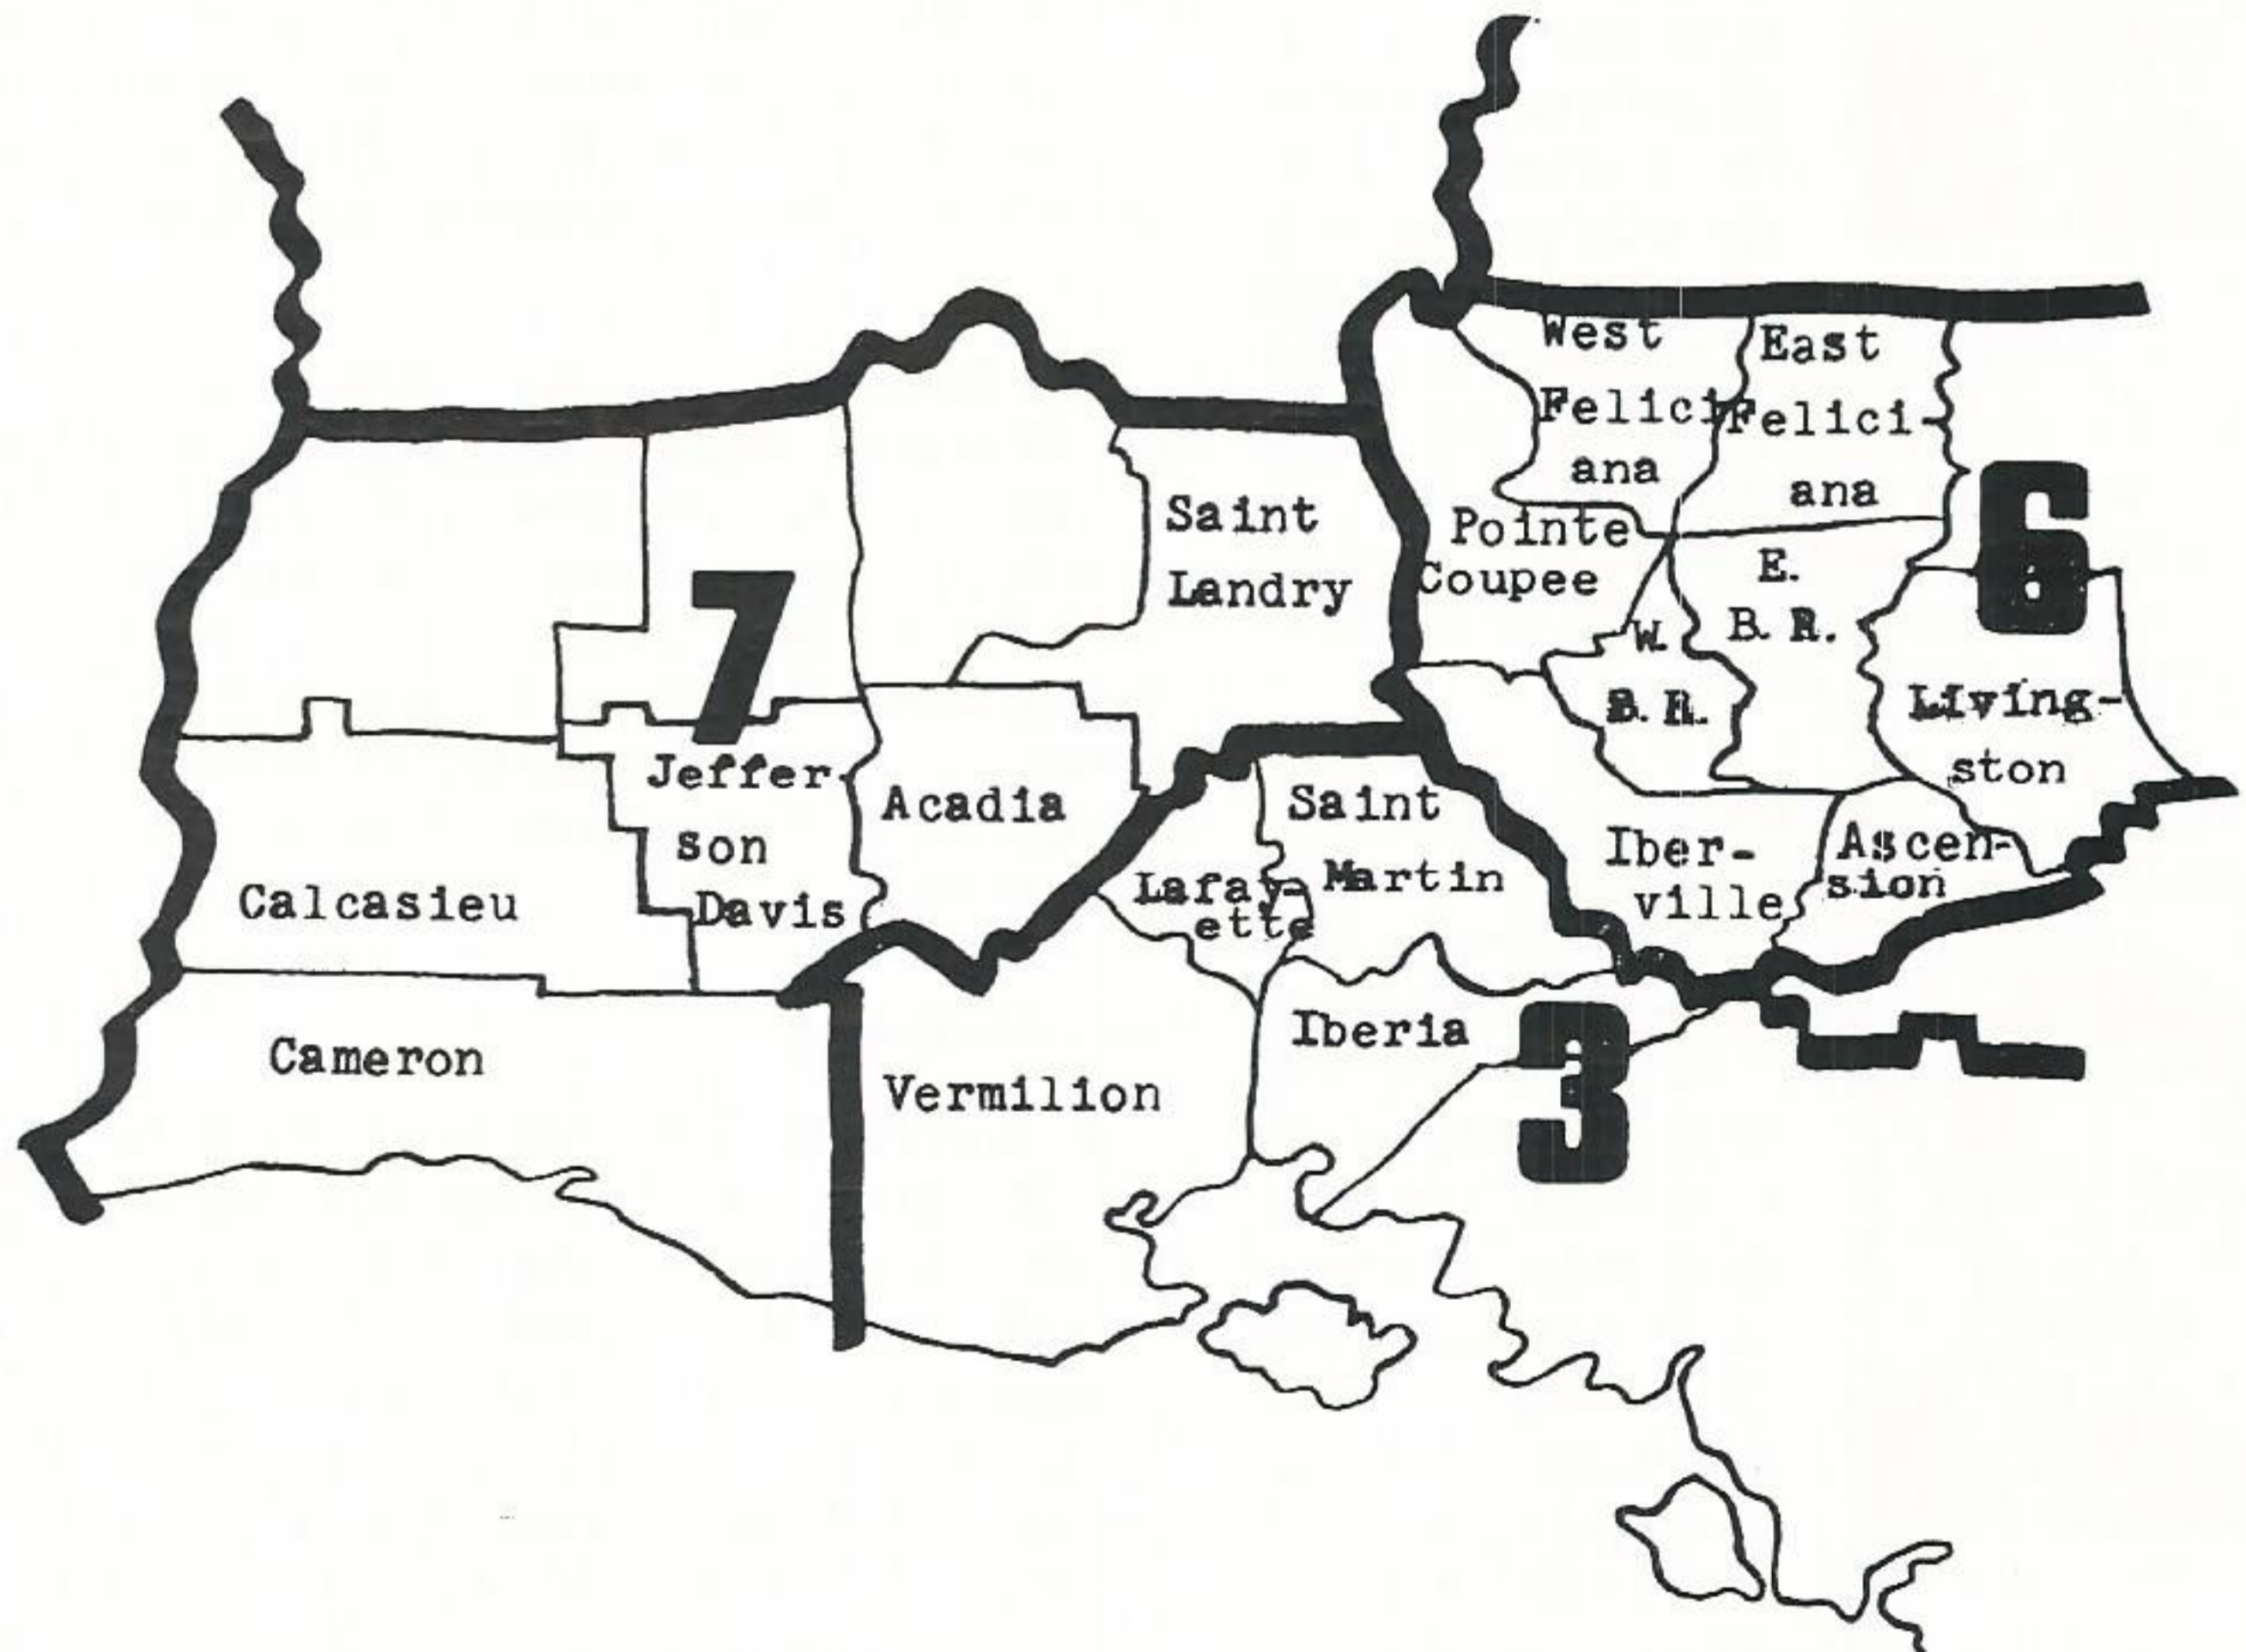 West
Felici
ana
East
Felici-
ana
6
Pointe
Coupee
E.
B. R.
W.
B. R.
Living-
ston
Saint
Landry
7
Jeffer-
son
Davis
Acadia
Calcasieu
Cameron
Saint
Martin
Lafay-
ette
Iber-
ville
Ascen-
sion
Iberia
3
Vermilion